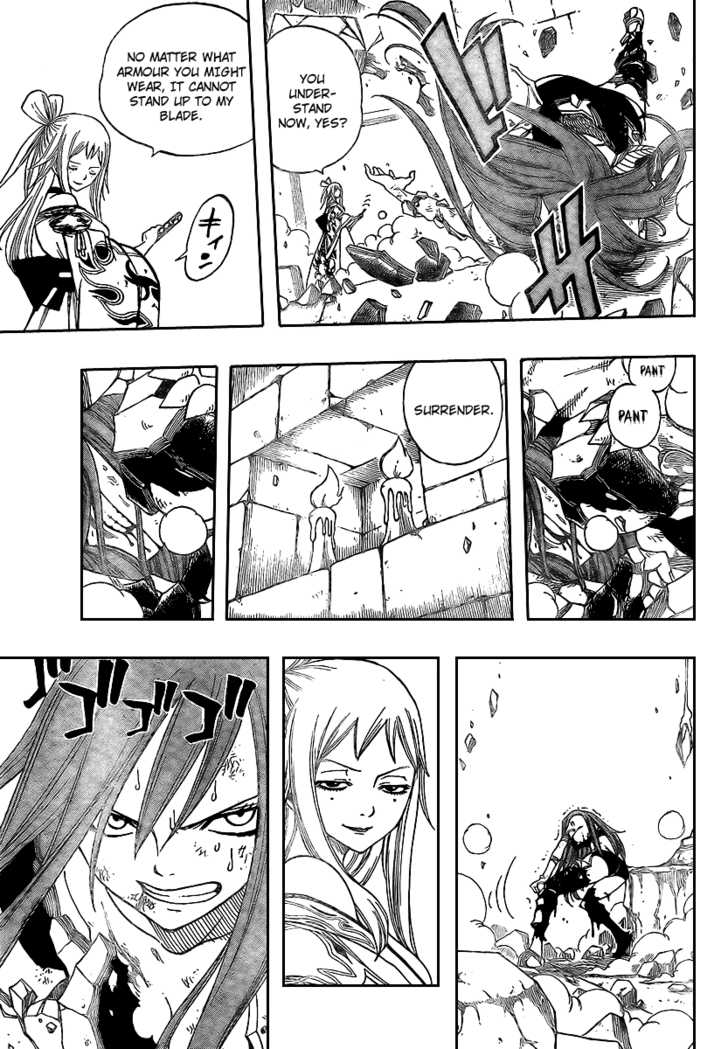 YOU
UNDER-
STAND
NOW, YES?
NO MATTER WHAT
ARMOUR YOU MIGHT
WEAR, IT CANNOT
STAND UP TO MY
BLADE.
キィン
PANT
PANT
SURRENDER.
ゴゴゴゴ